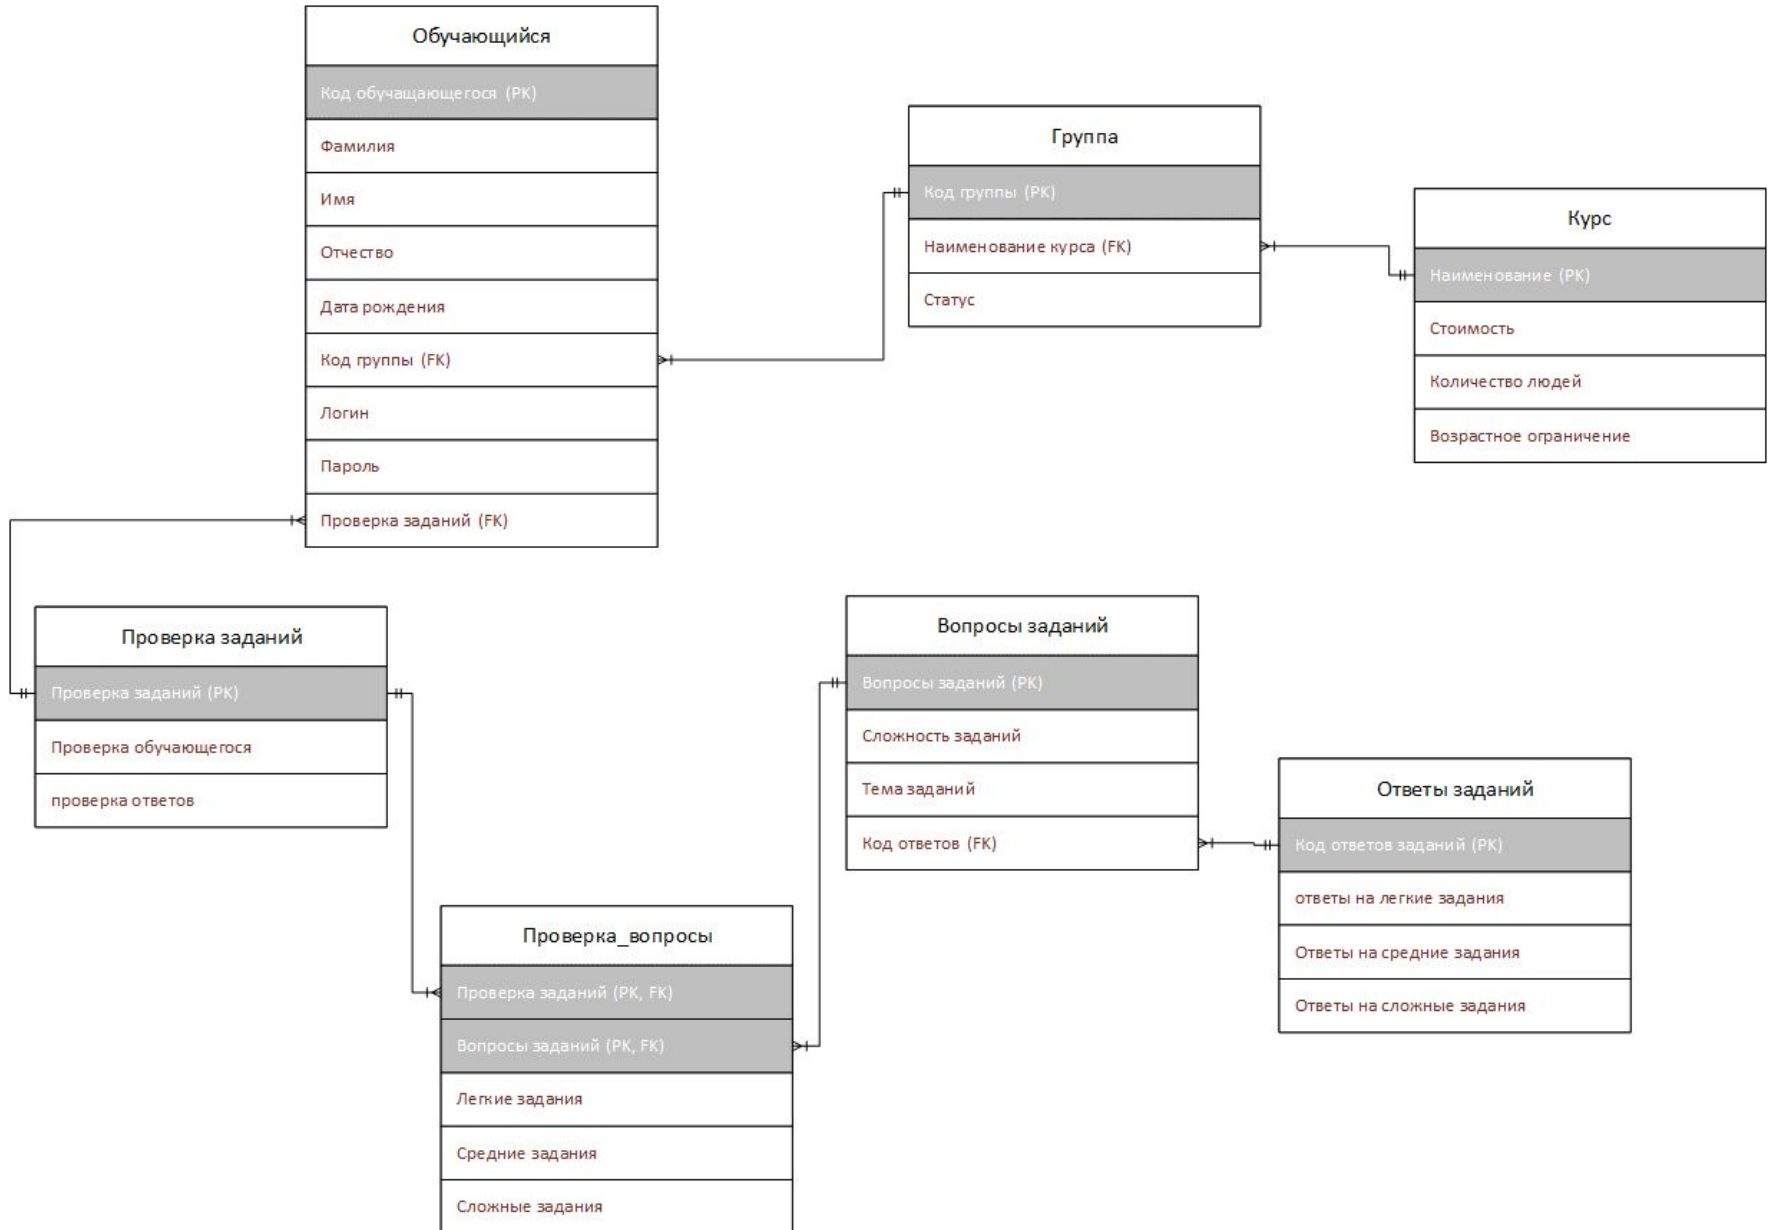 Обучающийся
Код обучащающегося (PK)
Фамилия
Имя
Отчество
Дата рождения
Код группы (FK)
Логин
Пароль
Проверка заданий (FK)
Группа
Код группы (PK)
Наименование курса (FK)
Статус
Курс
Наименование (PK)
Стоимость
Количество людей
Возрастное ограничение
Проверка заданий
Проверка заданий (PK)
Проверка обучающегося
проверка ответов
Вопросы заданий
Вопросы заданий (PK)
Сложность заданий
Тема заданий
Код ответов (FK)
Ответы заданий
Код ответов заданий (PK)
ответы на легкие задания
Ответы на средние задания
Ответы на сложные задания
Проверка_вопросы
Проверка заданий (PK, FK)
Вопросы заданий (PK, FK)
Легкие задания
Средние задания
Сложные задания